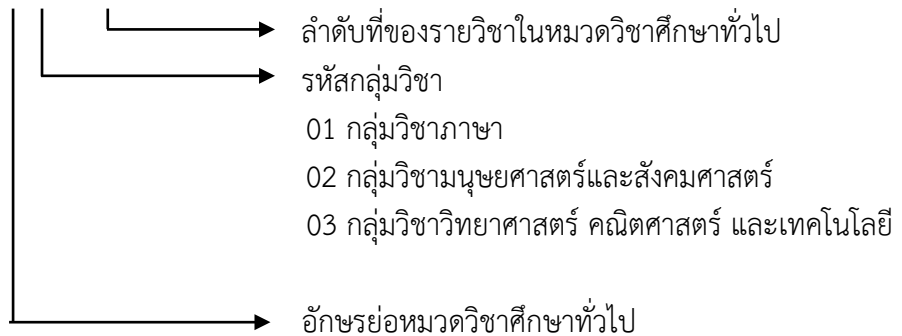 ลำดับที่ของรายวิชาในหมวดวิชาศึกษาทั่วไป
รหัสกลุ่มวิชา
01 กลุ่มวิชาภาษา
02 กลุ่มวิชามนุษยศาสตร์และสังคมศาสตร์
03 กลุ่มวิชาวิทยาศาสตร์ คณิตศาสตร์ และเทคโนโลยี
อักษรย่อหมวดวิชาศึกษาทั่วไป